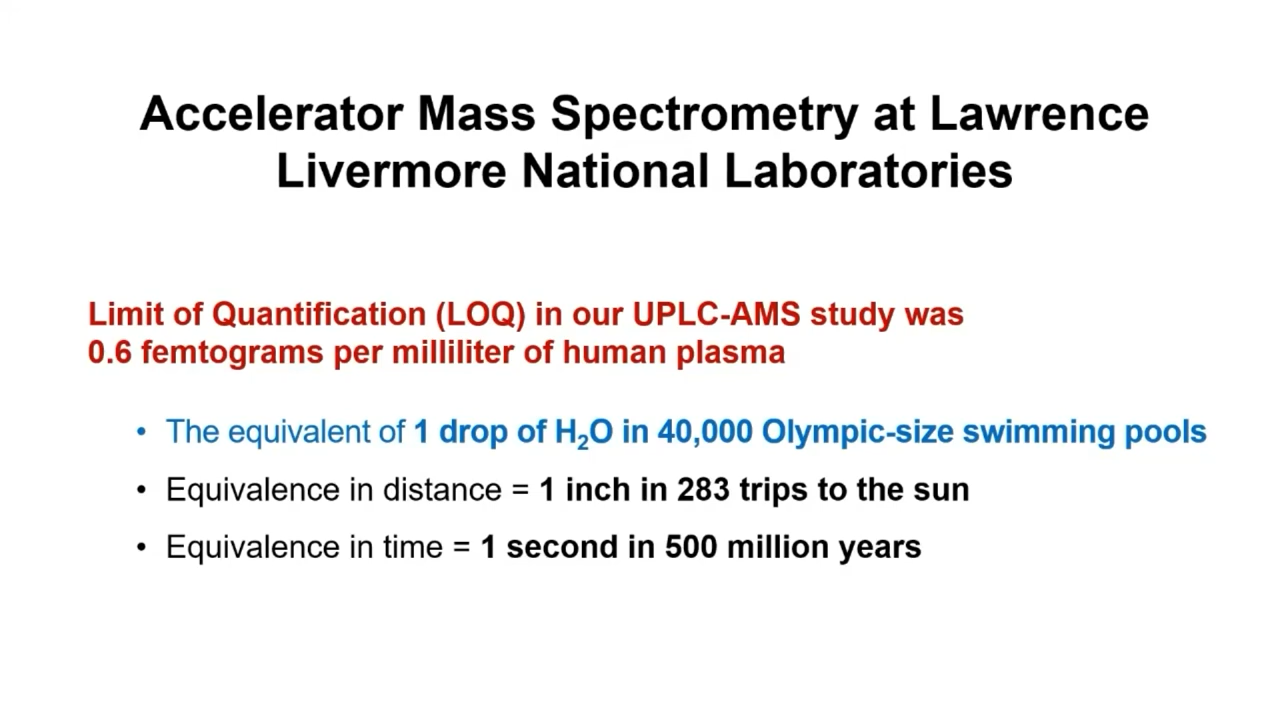 Accelerator Mass Spectrometry at Lawrence
Livermore National Laboratories
Limit of Quantification (LOQ) in our UPLC-AMS study was
0.6 femtograms per milliliter of human plasma
• The equivalent of 1 drop of H₂O in 40,000 Olympic-size swimming pools
• Equivalence in distance = 1 inch in 283 trips to the sun
• Equivalence in time = 1 second in 500 million years